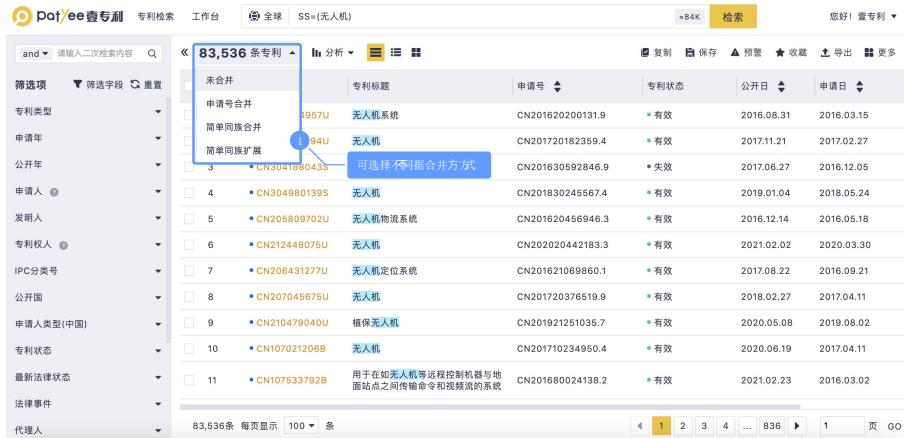 patyee壹专利 专利检索 工作台 全球 SS=(无人机) ≈84K 检索 您好! 壹专利
and 请输入二次检索内容
83,536 条专利 分析 复制 保存 预警 收藏 导出 更多
筛选项 筛选字段 重置
未合并
申请号合并
简单同族合并
简单同族扩展
1
可选择不同据合并方式
专利标题 申请号 专利状态 公开日 申请日
专利类型
申请年
公开年
申请人
发明人
专利权人
IPC分类号
公开国
申请人类型(中国)
专利状态
最新法律状态
法律事件
代理人
4957U 无人机系统 CN201620200131.9 有效 2016.08.31 2016.03.15
94U 无人机 CN201720182359.4 有效 2017.11.21 2017.02.27
3 CN304188043S CN201630592846.9 失效 2017.06.27 2016.12.05
4 CN304980139S 无人机 CN201830245567.4 有效 2019.01.04 2018.05.24
5 CN205809702U 无人机物流系统 CN201620456946.3 有效 2016.12.14 2016.05.18
6 CN212448075U 无人机 CN202020442183.3 有效 2021.02.02 2020.03.30
7 CN206431277U 无人机定位系统 CN201621069860.1 有效 2017.08.22 2016.09.21
8 CN207045675U 无人机 CN201720376519.9 有效 2018.02.27 2017.04.11
9 CN210479040U 植保无人机 CN201921251035.7 有效 2020.05.08 2019.08.02
10 CN107021206B 无人机 CN201710234950.4 有效 2020.06.19 2017.04.11
11 CN107533792B 用于在如无人机等远程控制机器与地
面站点之间传输命令和视频流的系统 CN201680024138.2 有效 2021.02.23 2016.03.02
83,536条 每页显示 100 条 1 2 3 4 ... 836 1 页 GO